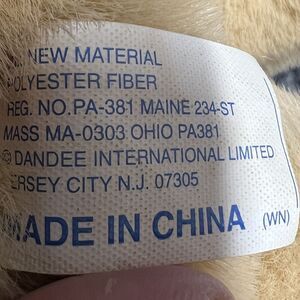 NEW MATERIAL
POLYESTER FIBER
REG. NO.PA-381 MAINE 234-ST
MASS MA-0303 OHIO PA381
© DANDEE INTERNATIONAL LIMITED
JERSEY CITY N.J. 07305
MADE IN CHINA (WN)